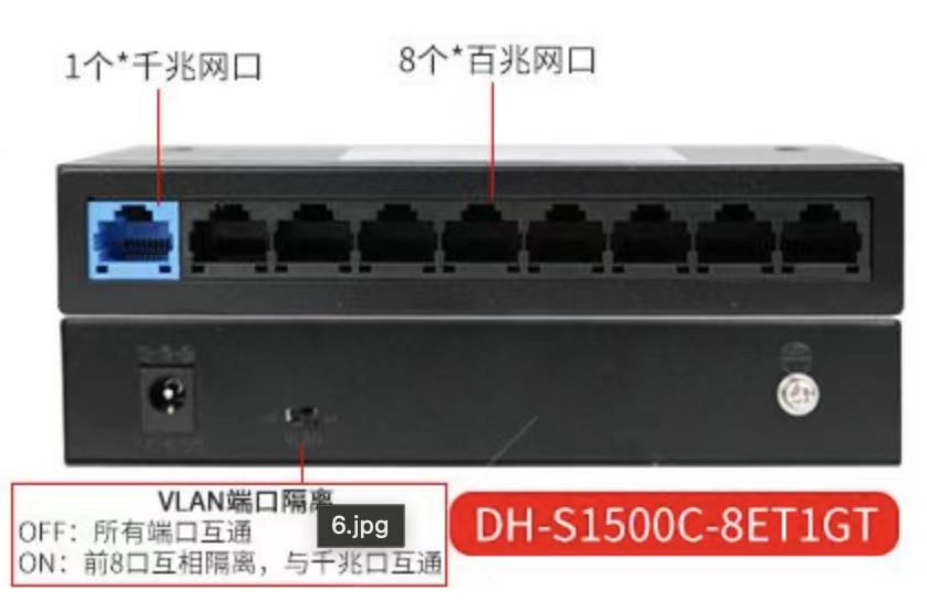 1个*千兆网口
8个*百兆网口
VLAN端口隔离
OFF：所有端口互通
6.jpg
ON：前8口互相隔离，与千兆口互通
DH-S1500C-8ET1GT